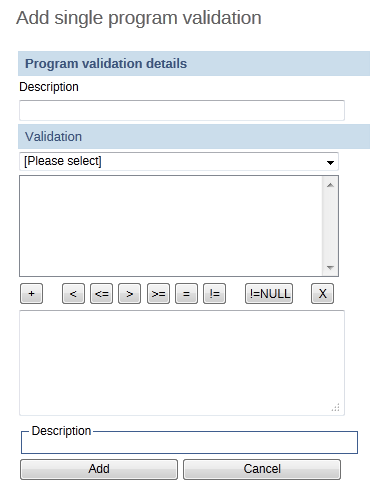 Add single program validation
Program validation details
Description
Validation
[Please select]
+ < <= > >= = != !=NULL X
Description
Add Cancel